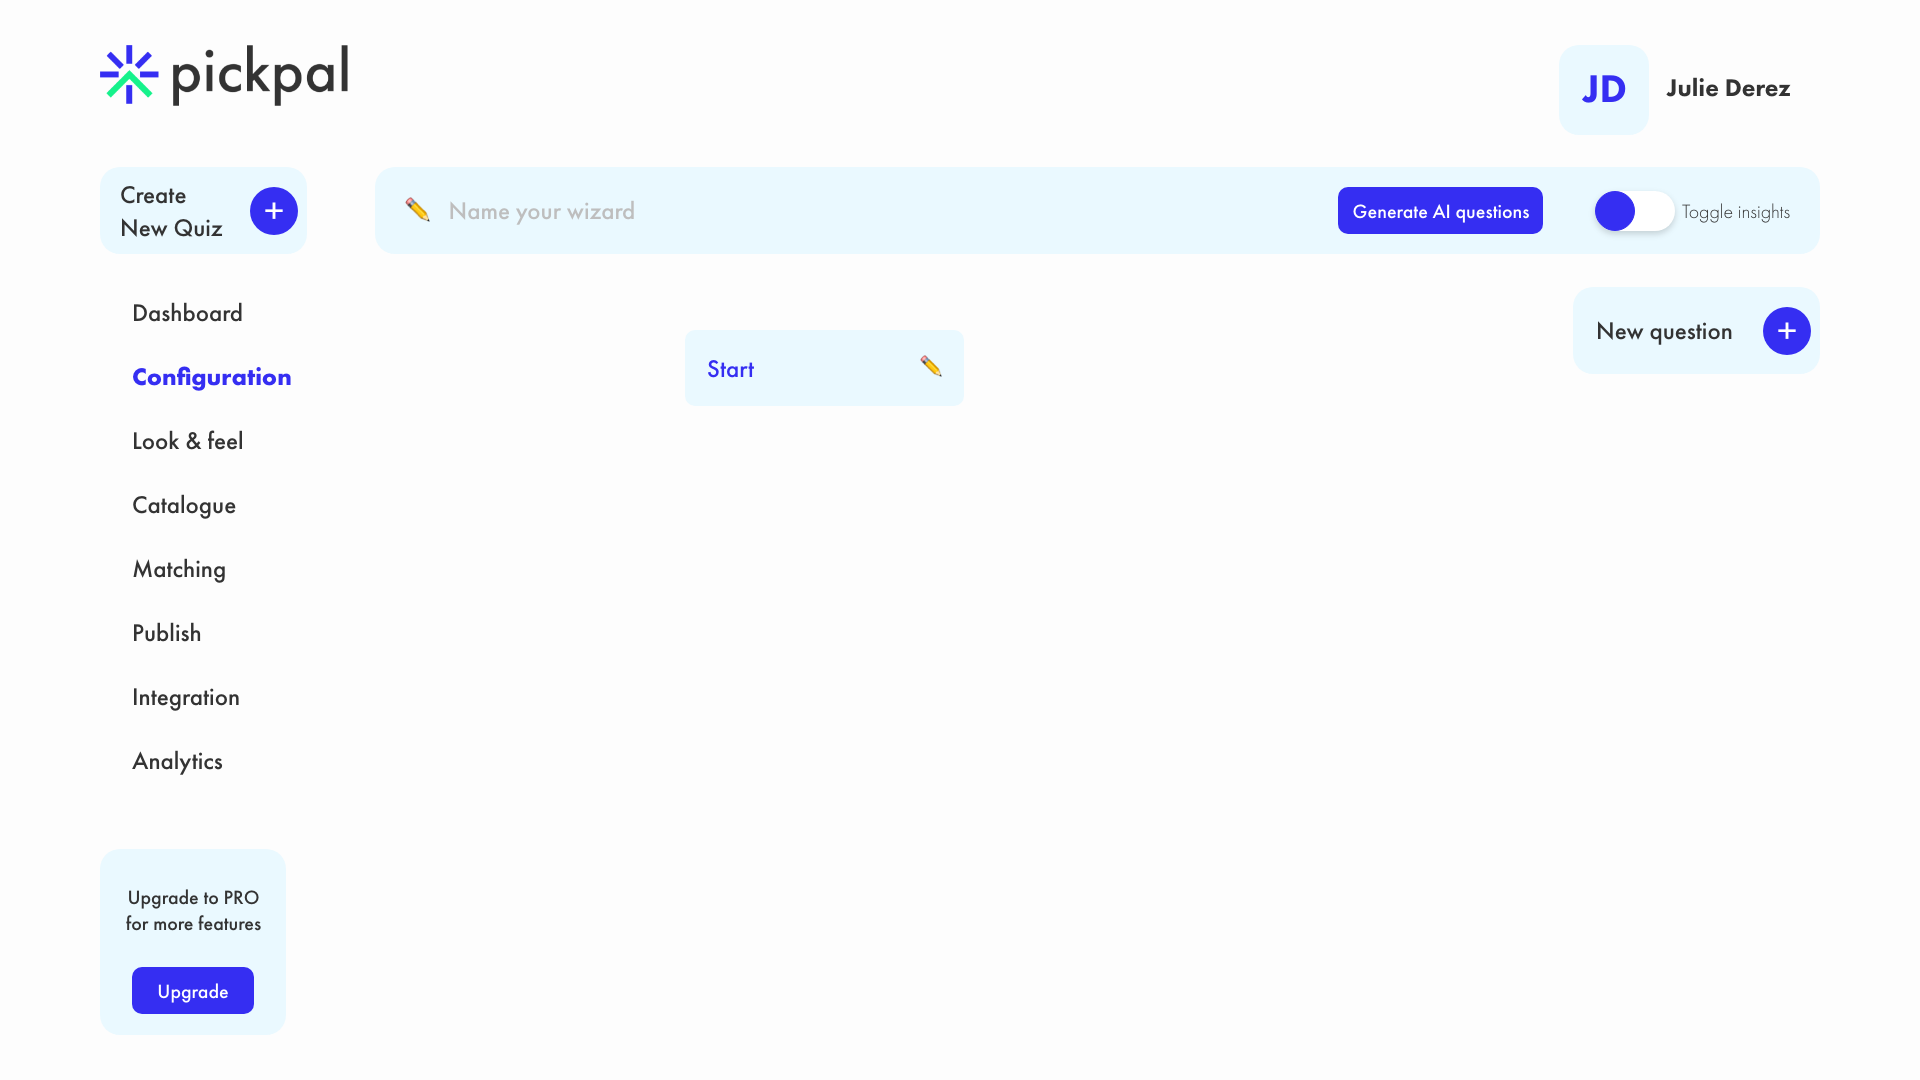 pickpal
JD
Julie Derez
Create
New Quiz
+
Name your wizard
Generate AI questions
Toggle insights
Dashboard
Configuration
Look & feel
Catalogue
Matching
Publish
Integration
Analytics
Start
New question
+
Upgrade to PRO
for more features
Upgrade